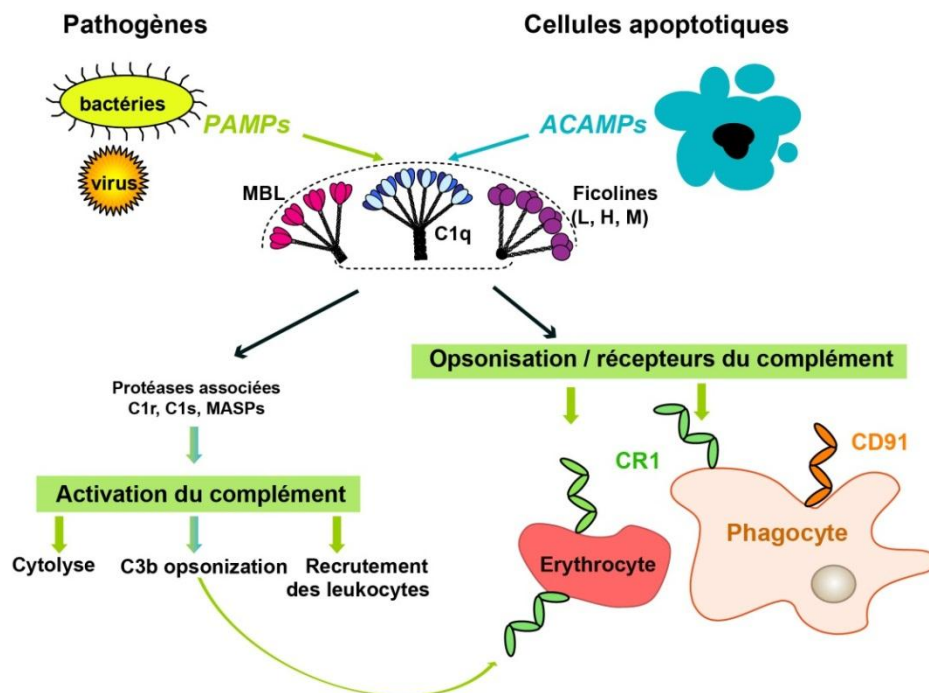 Pathogènes
Cellules apoptotiques
bactéries
PAMPs
ACAMPs
virus
MBL
C1q
Ficolines
(L, H, M)
Opsonisation / récepteurs du complément
Protéases associées
C1r, C1s, MASPs
CR1
CD91
Activation du complément
Phagocyte
Erythrocyte
Cytolyse
C3b opsonization
Recrutement
des leukocytes